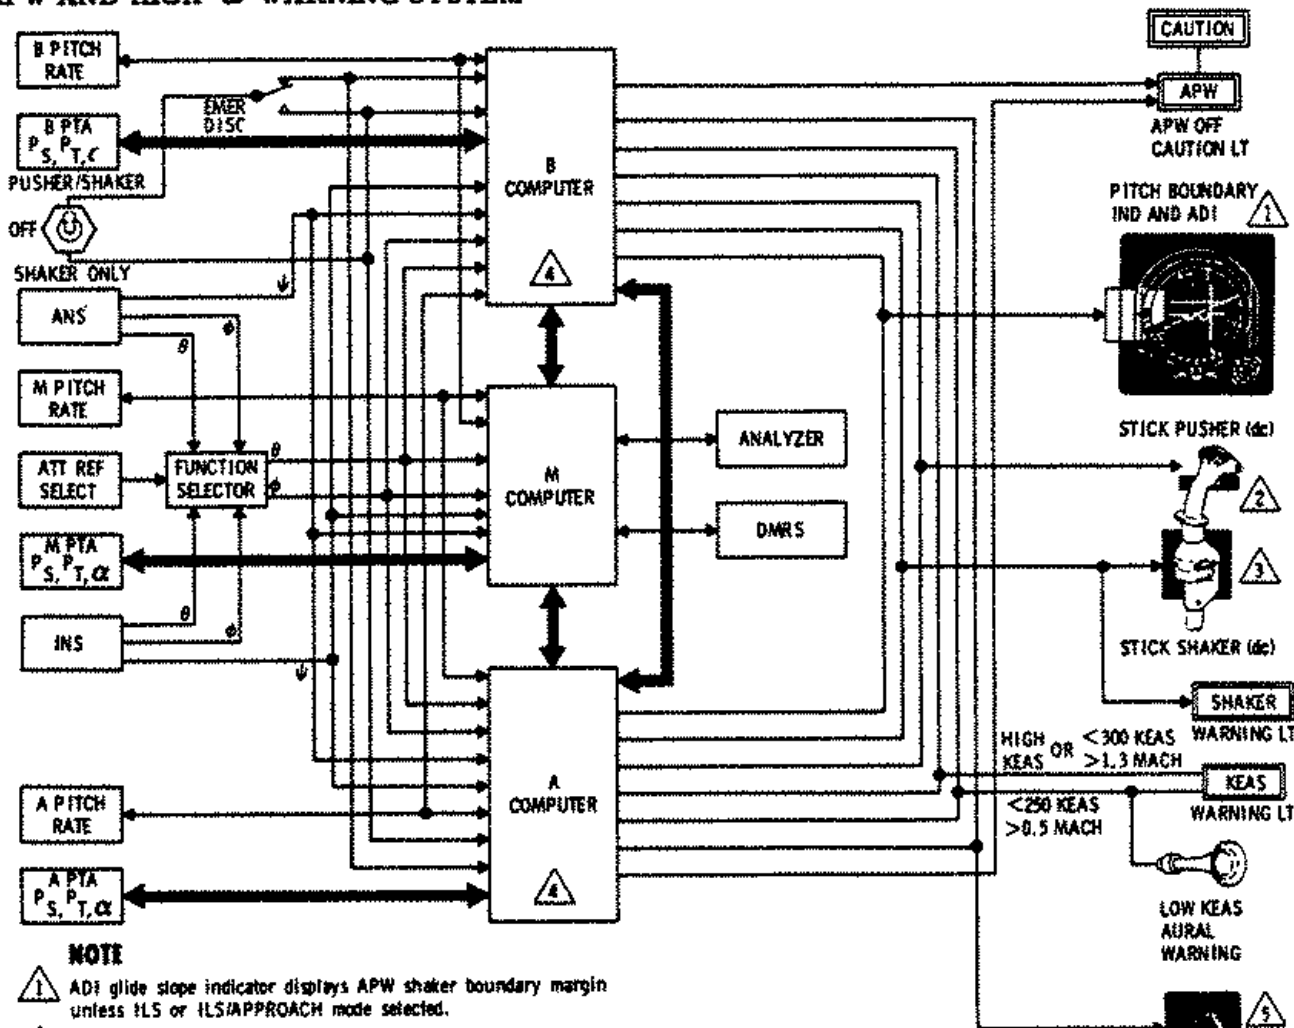 B PITCH
RATE
EMER
DISC
B PTA
PS, PT,
PUSHER/SHAKER
OFF
SHAKER ONLY
ANS
ψ
ϕ
θ
M PITCH
RATE
ATT REF
SELECT
FUNCTION
SELECTOR
θ
ϕ
M PTA
PS, PT, α
INS
θ
ϕ
ψ
A PITCH
RATE
A PTA
PS, PT, α
B
COMPUTER
4
M
COMPUTER
ANALYZER
DMRS
A
COMPUTER
4
CAUTION
APW
APW OFF
CAUTION LT
PITCH BOUNDARY
IND AND ADI
1
STICK PUSHER (dc)
2
3
STICK SHAKER (dc)
SHAKER
WARNING LT
HIGH KEAS OR <300 KEAS >1.3 MACH
KEAS
WARNING LT
<250 KEAS
>0.5 MACH
LOW KEAS
AURAL
WARNING
5
NOTE
1 ADI glide slope indicator displays APW shaker boundary margin
unless ILS or ILS/APPROACH mode selected.